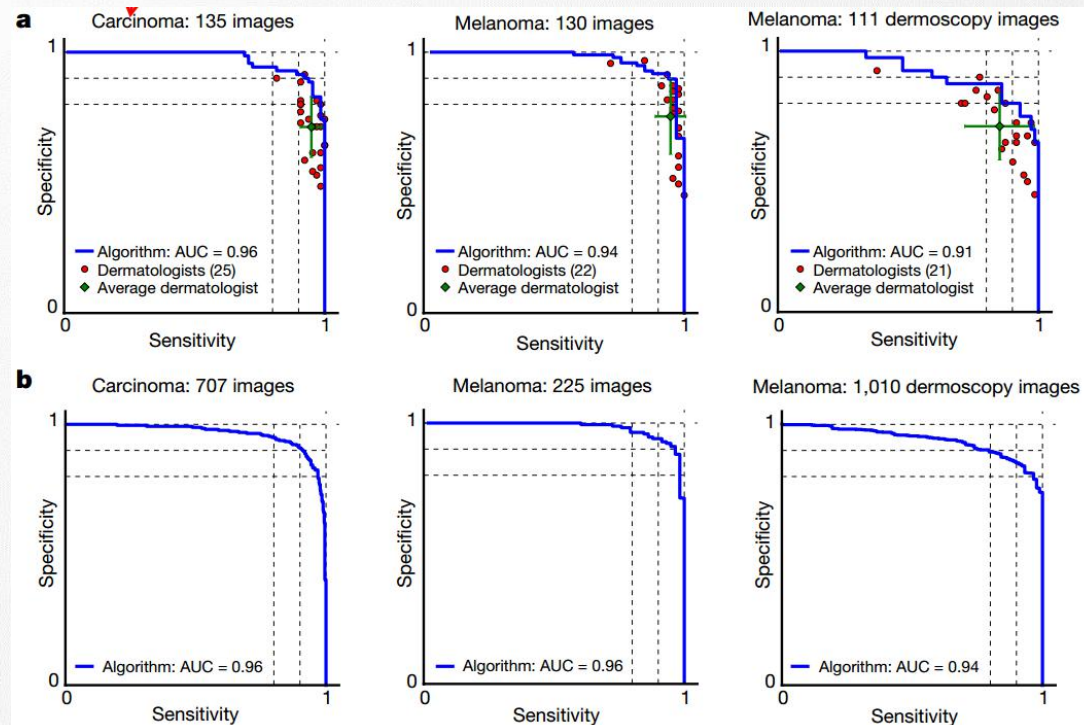 a
Carcinoma: 135 images
1
Specificity
Algorithm: AUC = 0.96
Dermatologists (25)
Average dermatologist
0
0
1
Sensitivity
Melanoma: 130 images
1
Specificity
Algorithm: AUC = 0.94
Dermatologists (22)
Average dermatologist
0
0
1
Sensitivity
Melanoma: 111 dermoscopy images
1
Specificity
Algorithm: AUC = 0.91
Dermatologists (21)
Average dermatologist
0
0
1
Sensitivity
b
Carcinoma: 707 images
1
Specificity
Algorithm: AUC = 0.96
0
0
1
Sensitivity
Melanoma: 225 images
1
Specificity
Algorithm: AUC = 0.96
0
0
1
Sensitivity
Melanoma: 1,010 dermoscopy images
1
Specificity
Algorithm: AUC = 0.94
0
0
1
Sensitivity